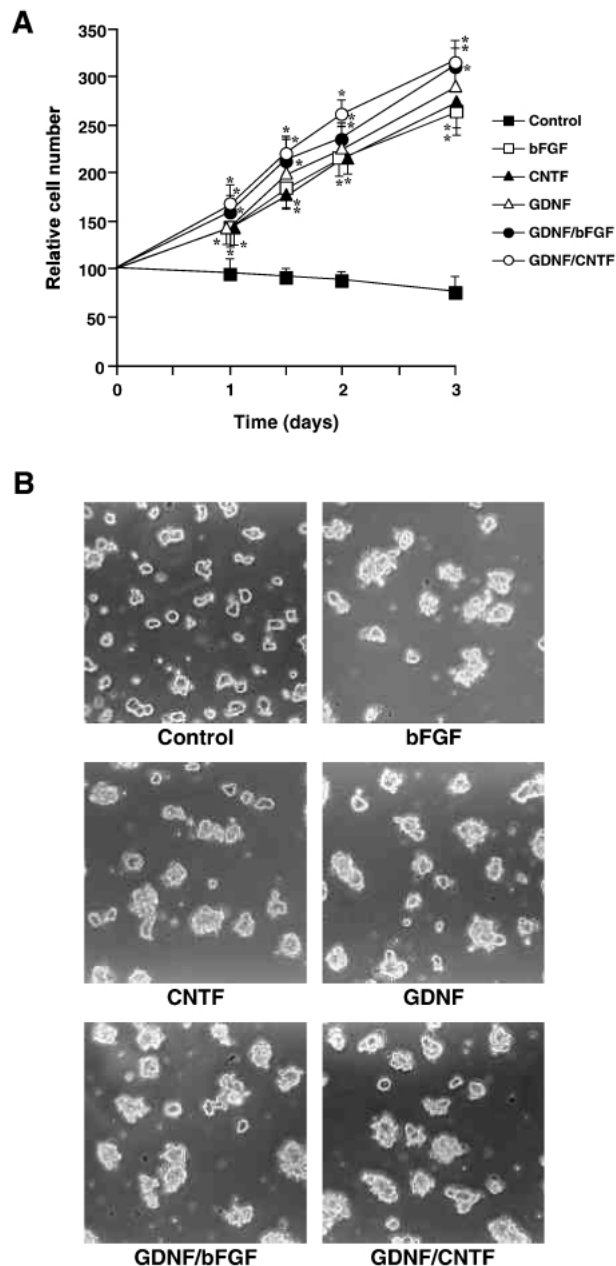 A
350
300
250
200
150
100
50
0
Relative cell number
0
1
2
3
Time (days)
Control
bFGF
CNTF
GDNF
GDNF/bFGF
GDNF/CNTF
B
Control
bFGF
CNTF
GDNF
GDNF/bFGF
GDNF/CNTF